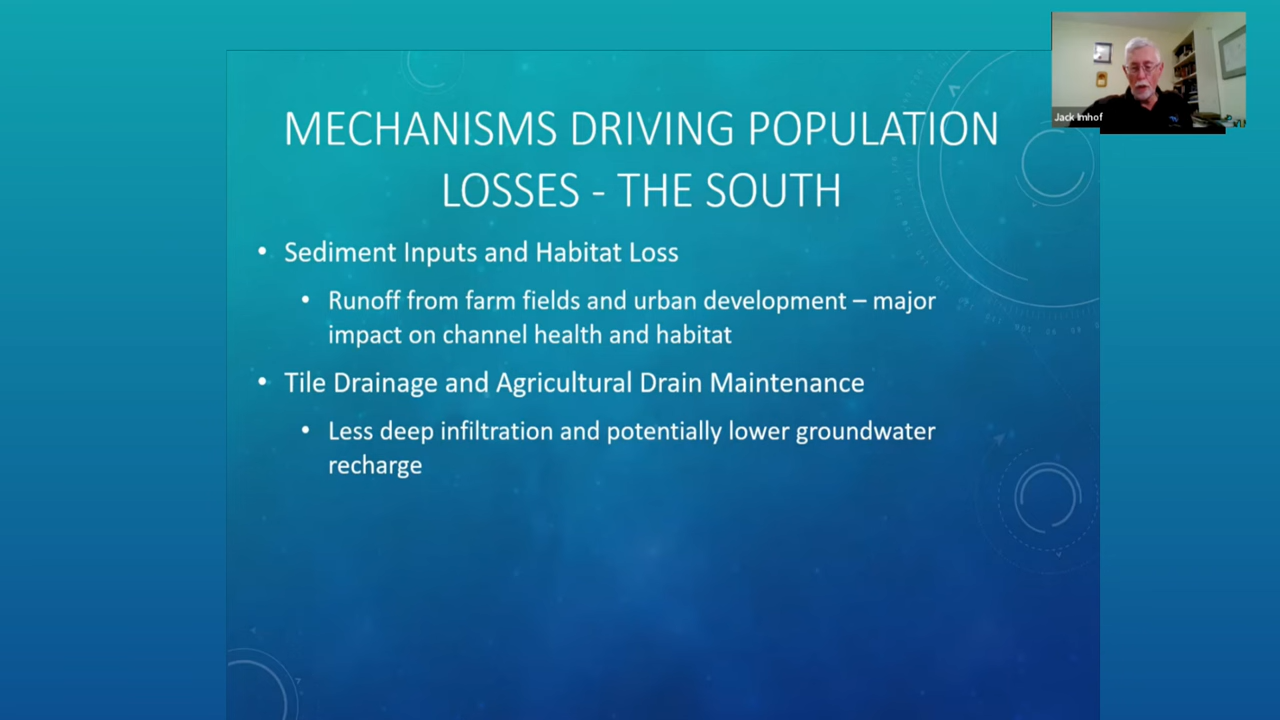 MECHANISMS DRIVING POPULATION
LOSSES - THE SOUTH
• Sediment Inputs and Habitat Loss
• Runoff from farm fields and urban development – major
impact on channel health and habitat
• Tile Drainage and Agricultural Drain Maintenance
• Less deep infiltration and potentially lower groundwater
recharge
Jack Imhof